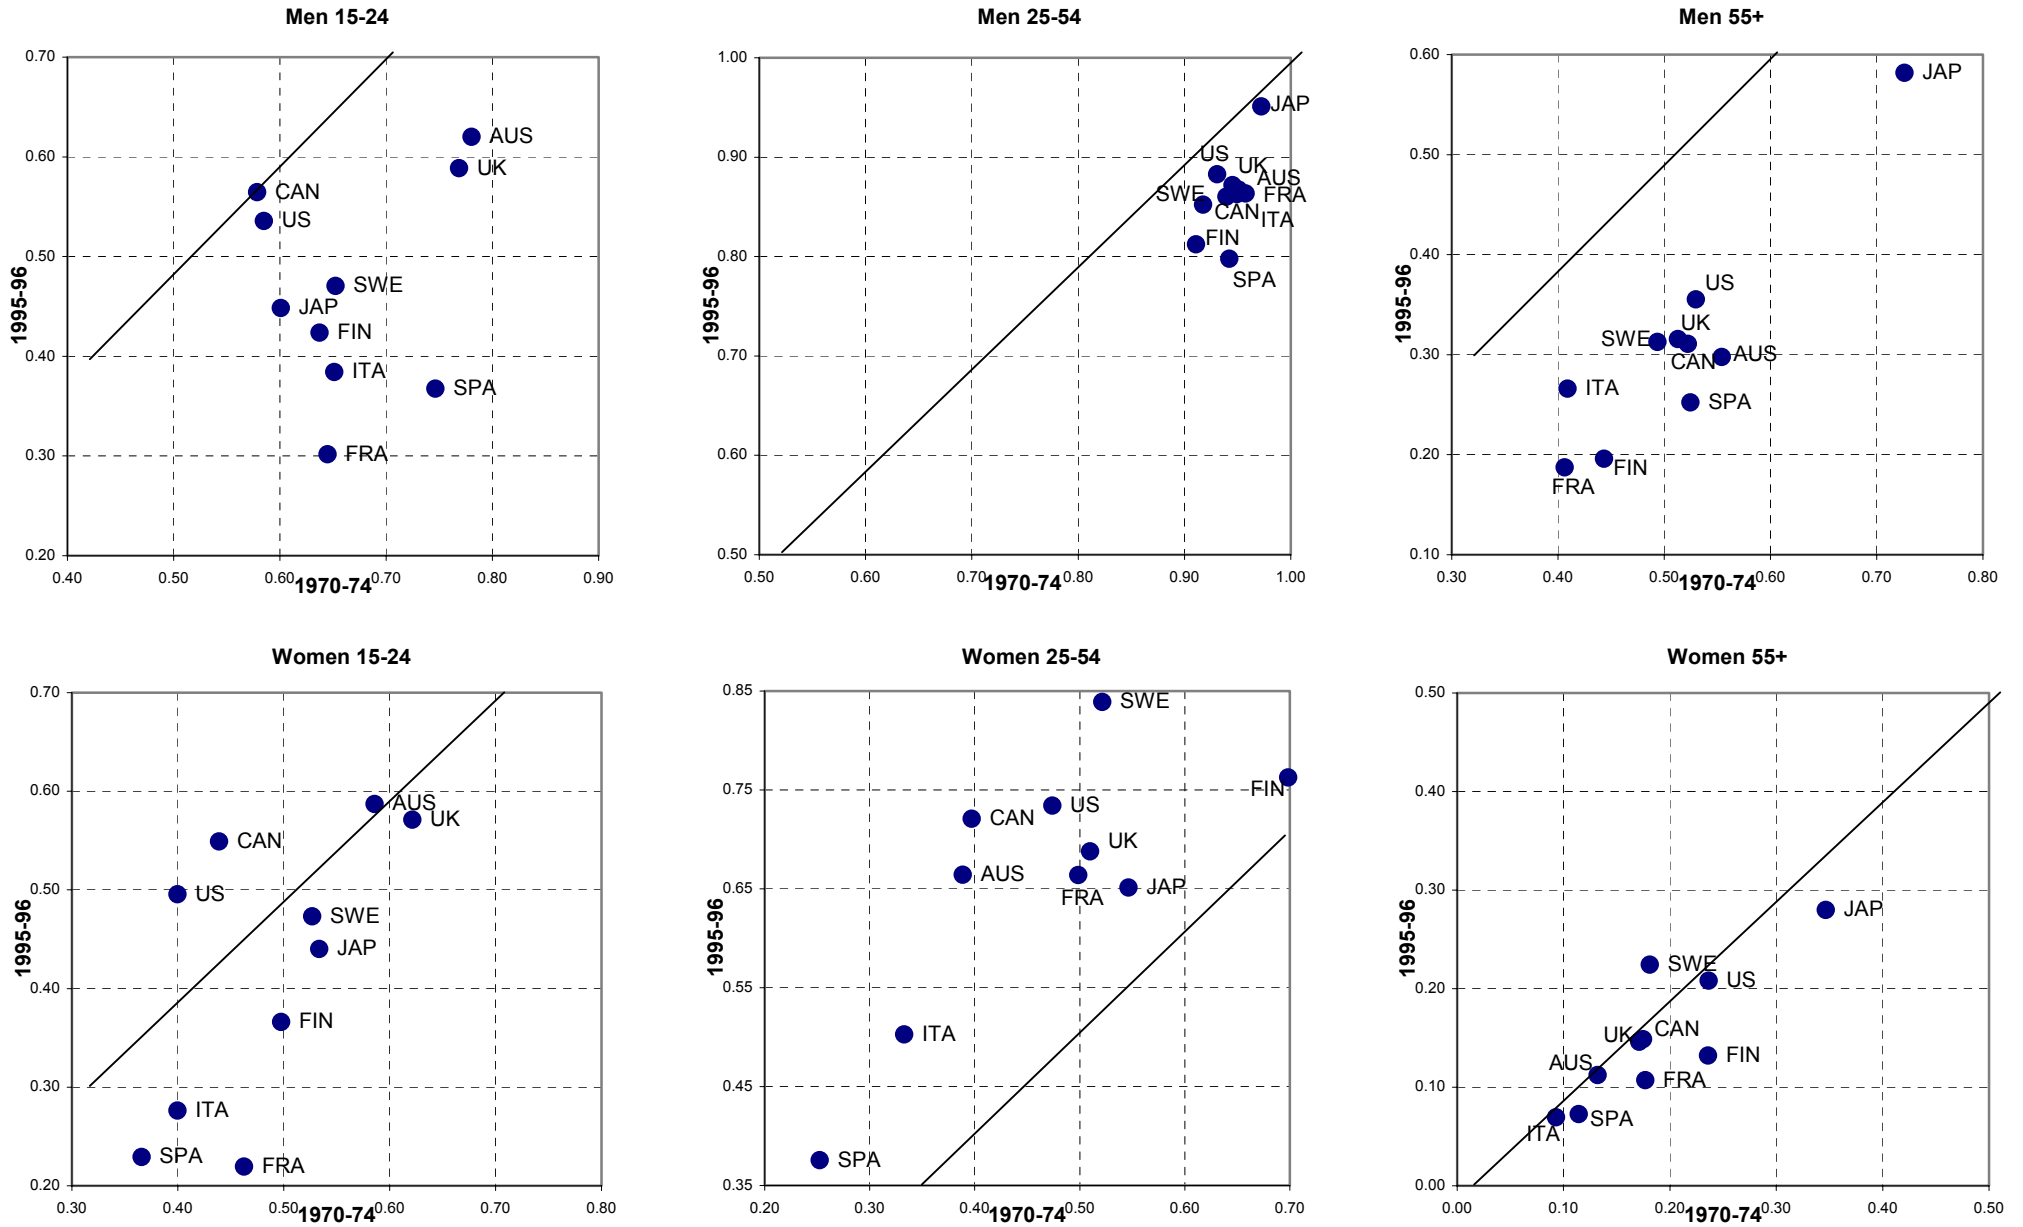 Men 15-24
0.70
0.60
0.50
0.40
0.30
0.20
0.40 0.50 0.60 0.70 0.80 0.90
1995-96
1970-74
AUS
UK
CAN
US
SWE
JAP
FIN
ITA
SPA
FRA
Men 25-54
1.00
0.90
0.80
0.70
0.60
0.50
0.50 0.60 0.70 0.80 0.90 1.00
1995-96
1970-74
JAP
US
UK
AUS
SWE
FRA
CAN
ITA
FIN
SPA
Men 55+
0.60
0.50
0.40
0.30
0.20
0.10
0.30 0.40 0.50 0.60 0.70 0.80
1995-96
1970-74
JAP
US
UK
SWE
AUS
CAN
ITA
SPA
FIN
FRA
Women 15-24
0.70
0.60
0.50
0.40
0.30
0.20
0.30 0.40 0.50 0.60 0.70 0.80
1995-96
1970-74
AUS
UK
CAN
US
SWE
JAP
FIN
ITA
SPA
FRA
Women 25-54
0.85
0.75
0.65
0.55
0.45
0.35
0.20 0.30 0.40 0.50 0.60 0.70
1995-96
1970-74
SWE
FIN
US
CAN
UK
AUS
JAP
FRA
ITA
SPA
Women 55+
0.50
0.40
0.30
0.20
0.10
0.00
0.00 0.10 0.20 0.30 0.40 0.50
1995-96
1970-74
JAP
SWE
US
CAN
UK
FIN
AUS
FRA
SPA
ITA